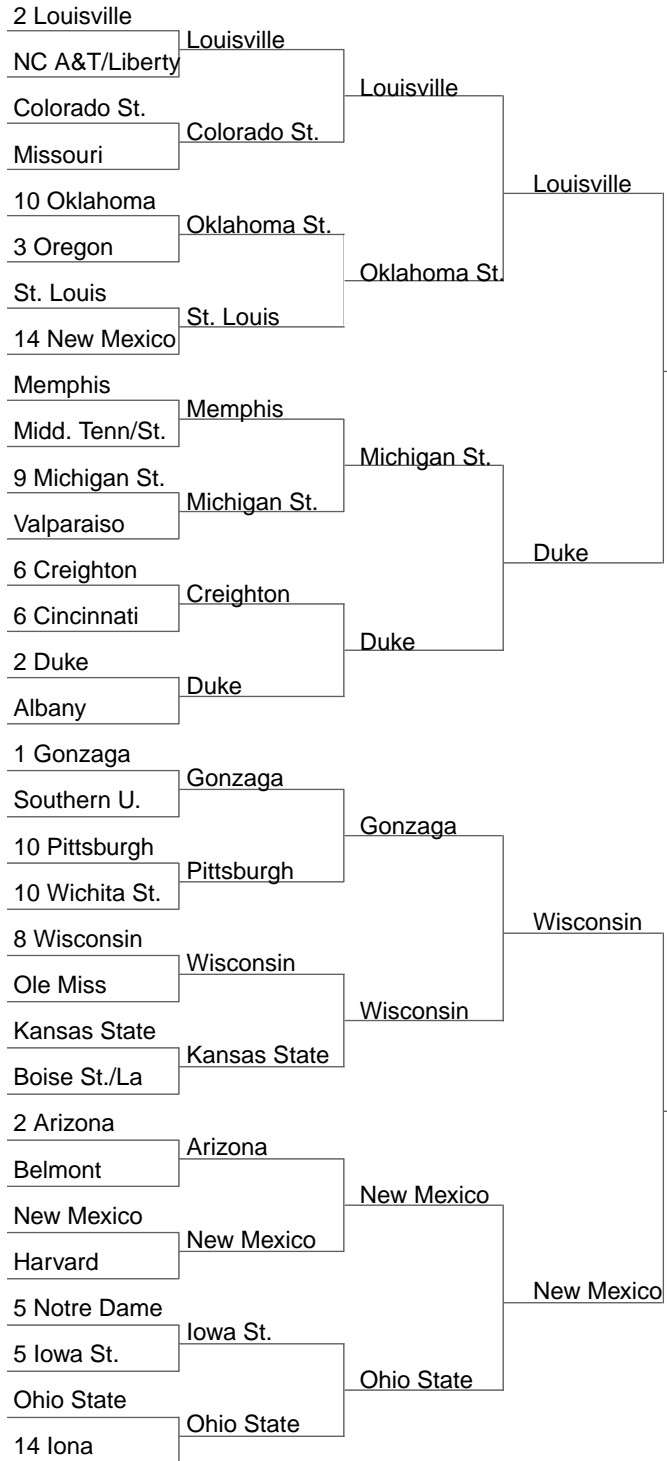 2 Louisville
NC A&T/Liberty
Colorado St.
Missouri
10 Oklahoma
3 Oregon
St. Louis
14 New Mexico
Memphis
Midd. Tenn/St.
9 Michigan St.
Valparaiso
6 Creighton
6 Cincinnati
2 Duke
Albany
1 Gonzaga
Southern U.
10 Pittsburgh
10 Wichita St.
8 Wisconsin
Ole Miss
Kansas State
Boise St./La
2 Arizona
Belmont
New Mexico
Harvard
5 Notre Dame
5 Iowa St.
Ohio State
14 Iona
Louisville
Colorado St.
Oklahoma St.
St. Louis
Memphis
Michigan St.
Creighton
Duke
Gonzaga
Pittsburgh
Wisconsin
Kansas State
Arizona
New Mexico
Iowa St.
Ohio State
Louisville
Oklahoma St.
Michigan St.
Duke
Gonzaga
Wisconsin
New Mexico
Ohio State
Louisville
Duke
Wisconsin
New Mexico